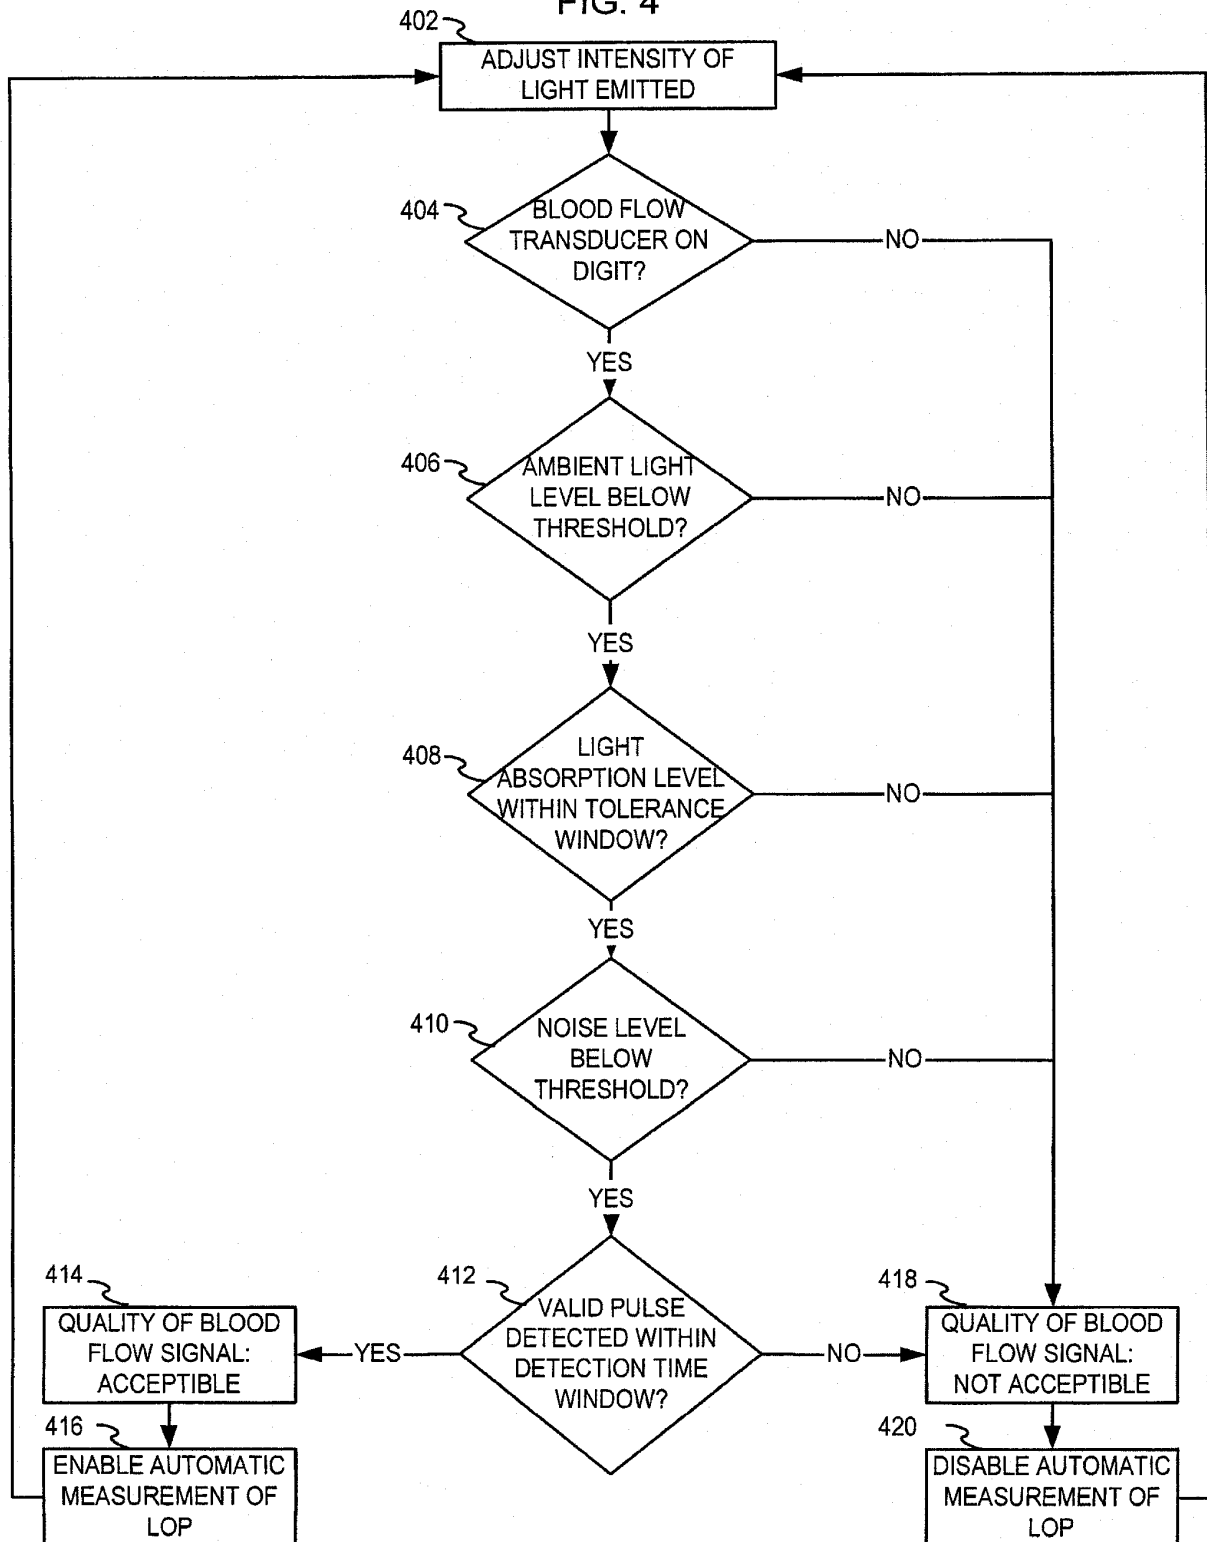 FIG. 4
402
ADJUST INTENSITY OF
LIGHT EMITTED
404
BLOOD FLOW
TRANSDUCER ON
DIGIT?
NO
YES
406
AMBIENT LIGHT
LEVEL BELOW
THRESHOLD?
NO
YES
408
LIGHT
ABSORPTION LEVEL
WITHIN TOLERANCE
WINDOW?
NO
YES
410
NOISE LEVEL
BELOW
THRESHOLD?
NO
YES
412
VALID PULSE
DETECTED WITHIN
DETECTION TIME
WINDOW?
YES
NO
414
QUALITY OF BLOOD
FLOW SIGNAL:
ACCEPTIBLE
416
ENABLE AUTOMATIC
MEASUREMENT OF
LOP
418
QUALITY OF BLOOD
FLOW SIGNAL:
NOT ACCEPTIBLE
420
DISABLE AUTOMATIC
MEASUREMENT OF
LOP